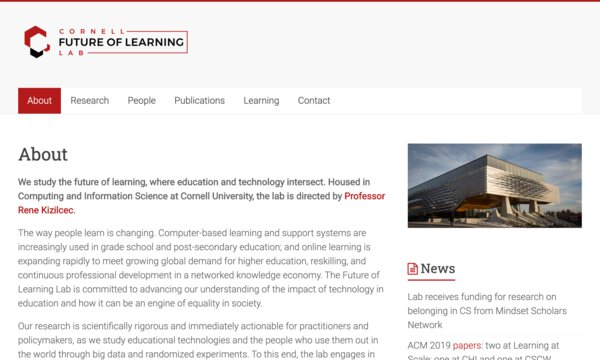 CORNELL
FUTURE OF LEARNING
LAB
About Research People Publications Learning Contact
About
We study the future of learning, where education and technology intersect. Housed in
Computing and Information Science at Cornell University, the lab is directed by Professor
Rene Kizilcec.
The way people learn is changing. Computer-based learning and support systems are
increasingly used in grade school and post-secondary education; and online learning is
expanding rapidly to meet growing global demand for higher education, reskilling, and
continuous professional development in a networked knowledge economy. The Future of
Learning Lab is committed to advancing our understanding of the impact of technology in
education and how it can be an engine of equality in society.
Our research is scientifically rigorous and immediately actionable for practitioners and
policymakers, as we study educational technologies and the people who use them out in
the world through big data and randomized experiments. To this end, the lab engages in
News
Lab receives funding for research on
belonging in CS from Mindset Scholars
Network
ACM 2019 papers: two at Learning at
Scale; one at CHI and one at CSCW